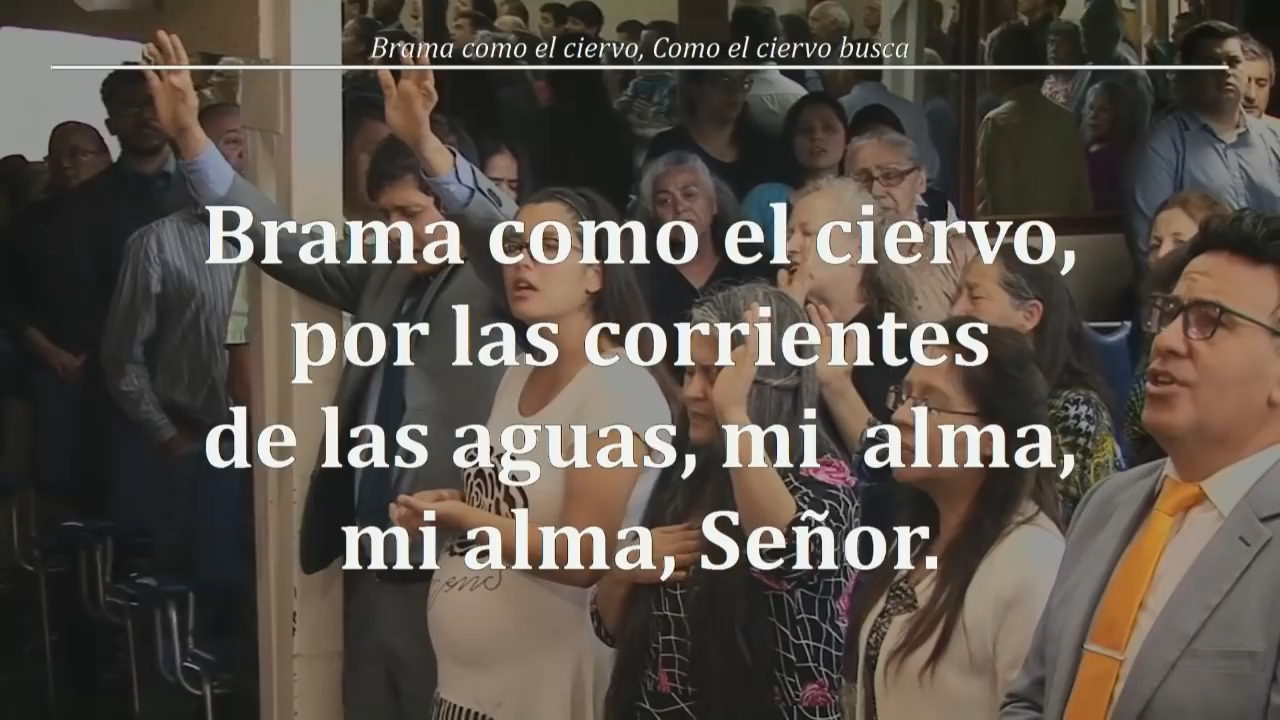 Brama como el ciervo, Como el ciervo busca
Brama como el ciervo,
por las corrientes
de las aguas, mi alma,
mi alma, Señor.